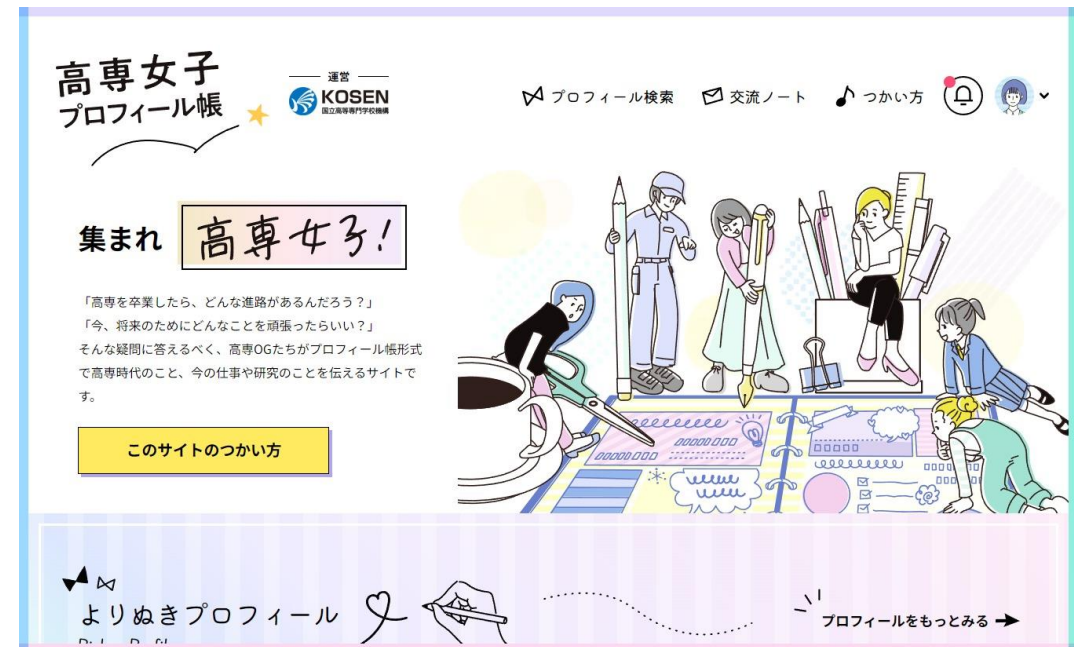 高専女子
プロフィール帳
運営
KOSEN
国立高等専門学校機構
プロフィール検索
交流ノート
つかい方
集まれ
高専女子!
「高専を卒業したら、どんな進路があるんだろう？」
「今、将来のためにどんなことを頑張ったらいい？」
そんな疑問に答えるべく、高専OGたちがプロフィール帳形式
で高専時代のこと、今の仕事や研究のことを伝えるサイトで
す。
このサイトのつかい方
よりぬきプロフィール
プロフィールをもっとみる